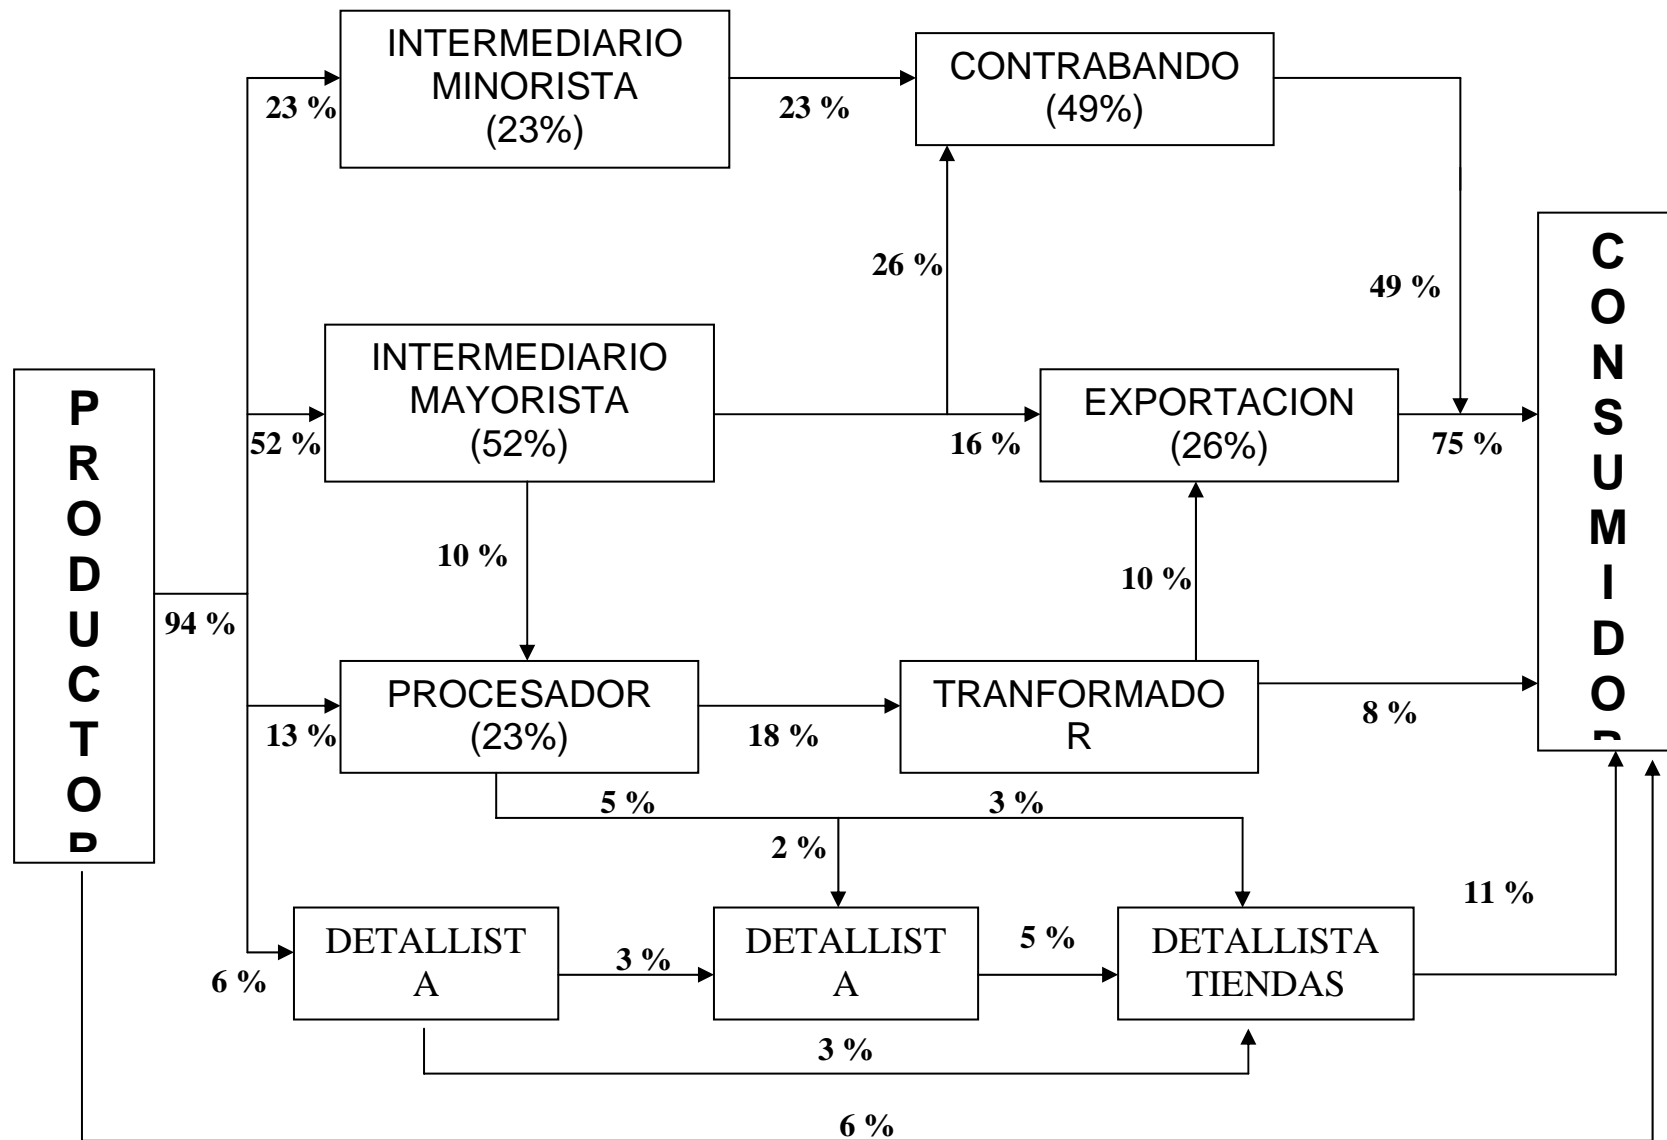 INTERMEDIARIO
MINORISTA
(23%)
CONTRABANDO
(49%)
23 %
23 %
26 %
49 %
C
O
N
S
U
M
I
D
O
R
INTERMEDIARIO
MAYORISTA
(52%)
EXPORTACION
(26%)
P
R
O
D
U
C
T
O
R
52 %
16 %
75 %
10 %
10 %
94 %
PROCESADOR
(23%)
TRANFORMADO
R
13 %
18 %
8 %
5 %
3 %
2 %
11 %
DETALLIST
A
DETALLIST
A
DETALLISTA
TIENDAS
6 %
3 %
5 %
3 %
6 %